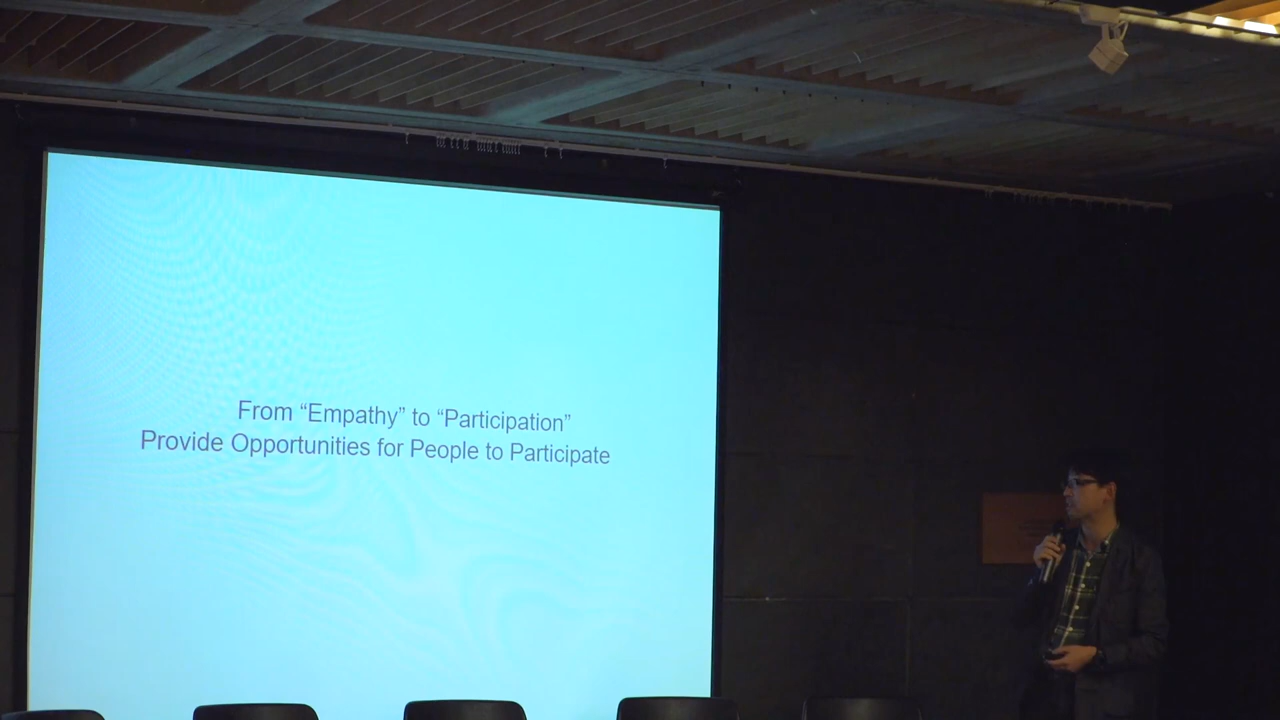 From “Empathy” to “Participation”
Provide Opportunities for People to Participate